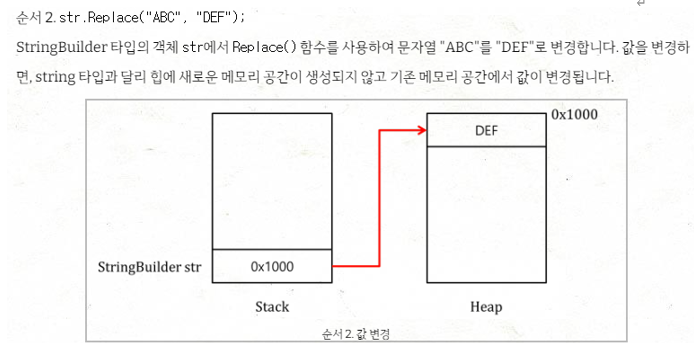 순서 2. str.Replace("ABC", "DEF");
StringBuilder 타입의 객체 str에서 Replace() 함수를 사용하여 문자열 "ABC"를 "DEF"로 변경합니다. 값을 변경하
면, string 타입과 달리 힙에 새로운 메모리 공간이 생성되지 않고 기존 메모리 공간에서 값이 변경됩니다.
0x1000
DEF
StringBuilder str
0x1000
Stack
Heap
순서 2. 값 변경